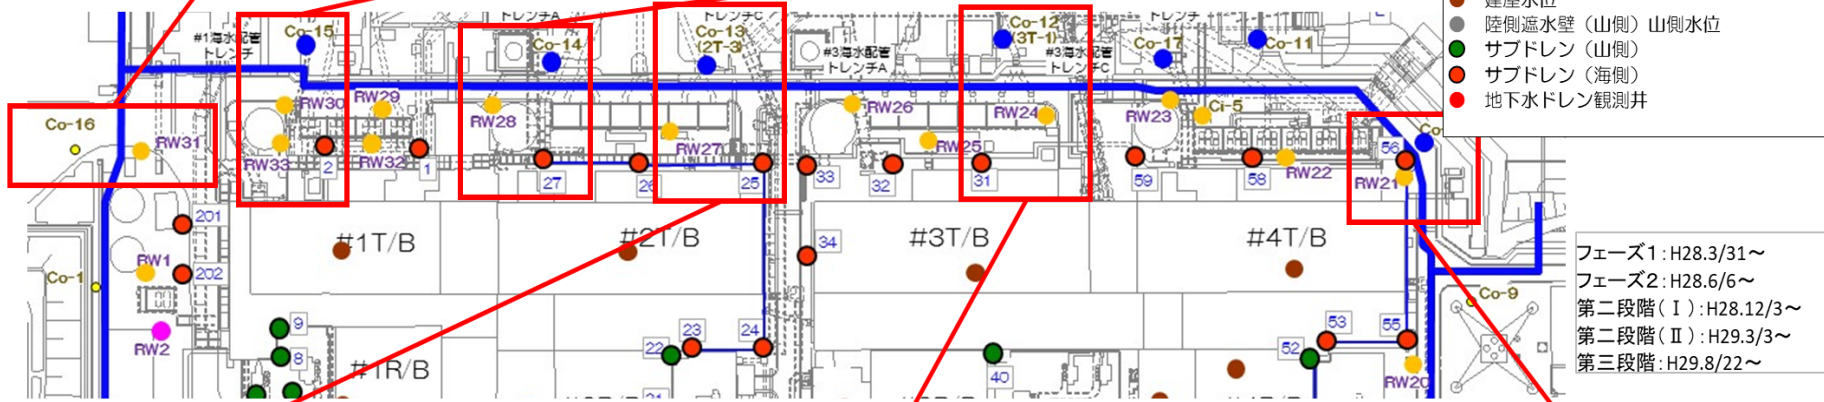 陸側遮水壁（山側）山側水位
サブドレン（山側）
サブドレン（海側）
地下水ドレン観測井
#1海水配管
トレンチ
Co-15
トレンチA
Co-14
トレンチC
Co-13
(2T-3)
#3海水配管
トレンチA
Co-12
(3T-1)
#3海水配管
トレンチC
トレンチ
Co-17
Co-11
Co-16
RW31
RW30
RW29
RW28
RW27
RW26
RW25
RW24
RW23
Ci-5
RW22
RW21
56
RW33
2
RW32
1
27
26
25
33
32
31
59
58
201
202
RW1
Co-1
RW2
#1T/B
#2T/B
34
#3T/B
#4T/B
フェーズ1：H28.3/31～
フェーズ2：H28.6/6～
第二段階（Ⅰ）：H28.12/3～
第二段階（Ⅱ）：H29.3/3～
第三段階：H29.8/22～
Co-9
9
8
#1R/B
22
23
24
40
52
53
55
RW20